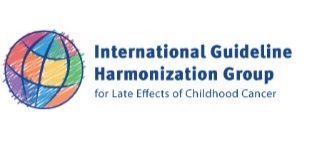 International Guideline
Harmonization Group
for Late Effects of Childhood Cancer